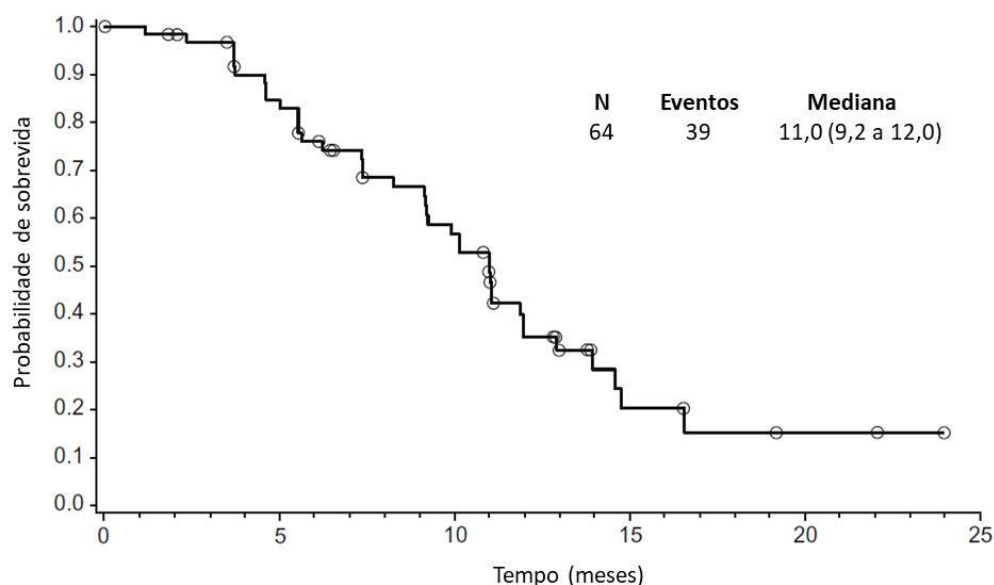 1.0
0.9
0.8
0.7
0.6
0.5
0.4
0.3
0.2
0.1
0.0
Probabilidade de sobrevida
N Eventos Mediana
64 39 11,0 (9,2 a 12,0)
0 5 10 15 20 25
Tempo (meses)